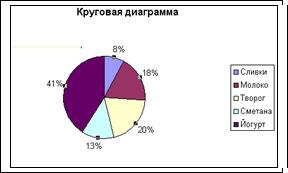 Круговая диаграмма
8%
18%
20%
13%
41%
Сливки
Молоко
Творог
Сметана
Йогурт